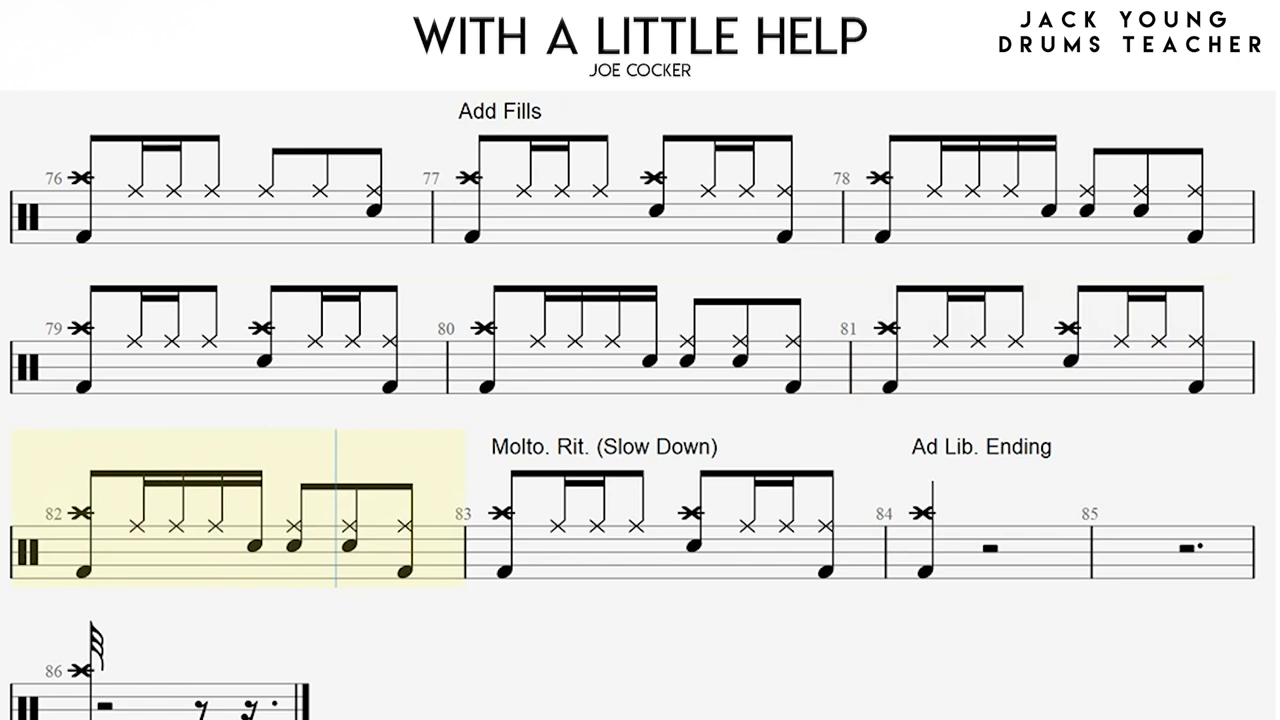 WITH A LITTLE HELP
JOE COCKER
JACK YOUNG
DRUMS TEACHER
Add Fills
76
77
78
79
80
81
Molto. Rit. (Slow Down)
Ad Lib. Ending
82
83
84
85
86